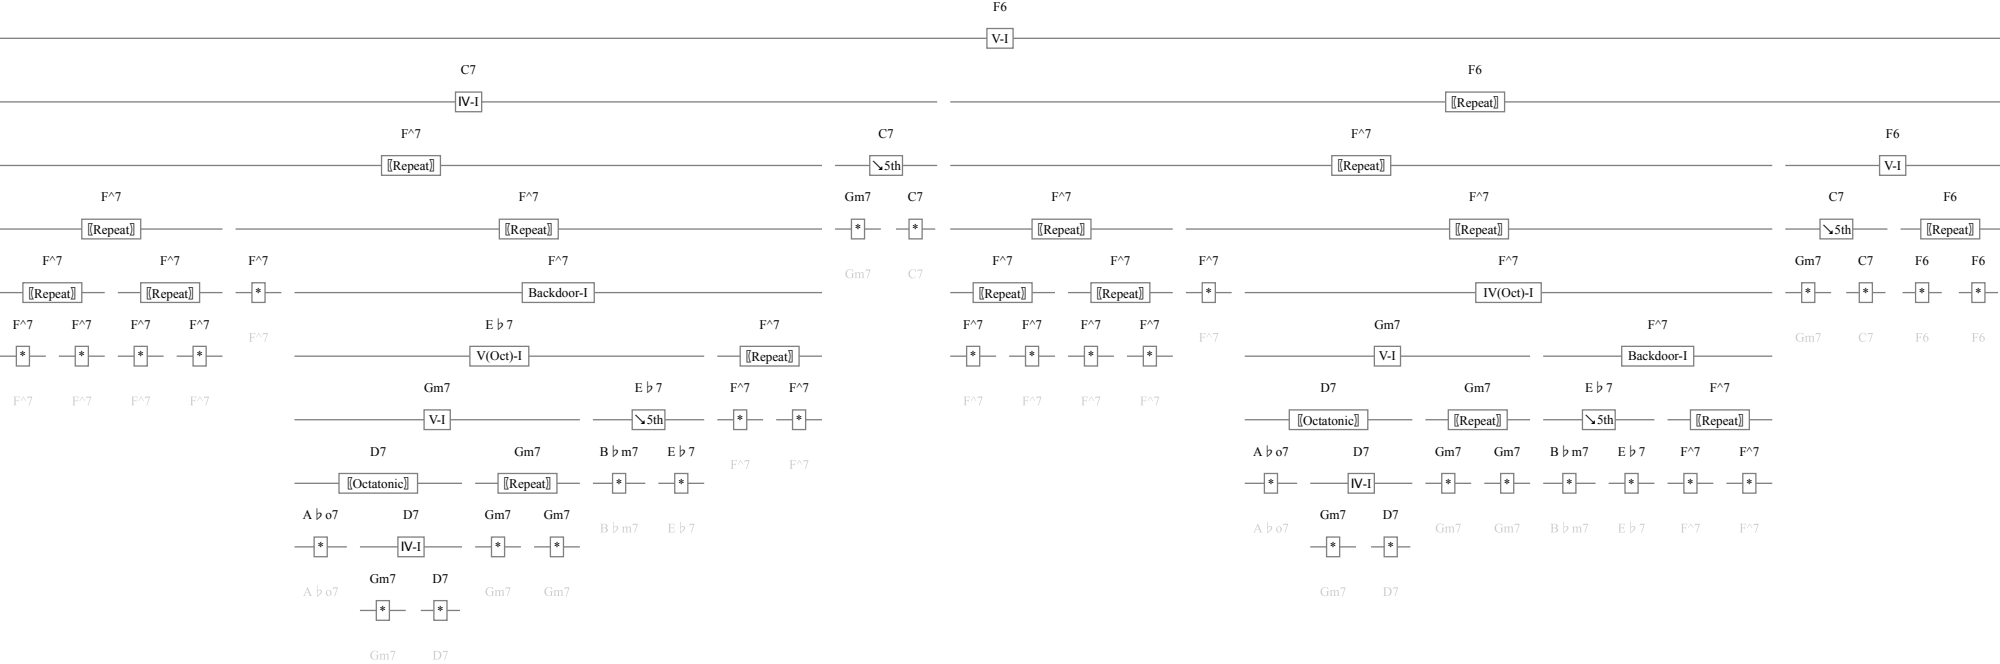 F6
V-I
C7 F6
Ⅳ-I 〚Repeat〛
F^7 C7 F^7 F6
〚Repeat〛 ↘5th 〚Repeat〛 V-I
F^7 F^7 Gm7 C7 F^7 F^7 C7 F6
〚Repeat〛 〚Repeat〛 * * 〚Repeat〛 〚Repeat〛 ↘5th 〚Repeat〛
F^7 F^7 F^7 F^7 F^7 F^7 F^7 F^7 Gm7 C7 F6 F6
Gm7 C7
〚Repeat〛 〚Repeat〛 * Backdoor-I 〚Repeat〛 〚Repeat〛 * IV(Oct)-I * * * *
F^7 F^7 F^7 F^7 E♭7 F^7 F^7 F^7 F^7 F^7 Gm7 F^7
F^7 F^7 Gm7 C7 F6 F6
* * * * V(Oct)-I 〚Repeat〛 * * * * V-I Backdoor-I
Gm7 E♭7 F^7 F^7 D7 Gm7 E♭7 F^7
F^7 F^7 F^7 F^7 F^7 F^7 F^7 F^7
V-I ↘5th * * 〚Octatonic〛 〚Repeat〛 ↘5th 〚Repeat〛
D7 Gm7 B♭m7 E♭7 A♭o7 D7 Gm7 Gm7 B♭m7 E♭7 F^7 F^7
F^7 F^7
〚Octatonic〛 〚Repeat〛 * * * Ⅳ-I * * * * * *
A♭o7 D7 Gm7 Gm7 Gm7 D7
B♭m7 E♭7 A♭o7 Gm7 Gm7 B♭m7 E♭7 F^7 F^7
* Ⅳ-I * * * *
Gm7 D7
A♭o7 Gm7 Gm7 Gm7 D7
* *
Gm7 D7